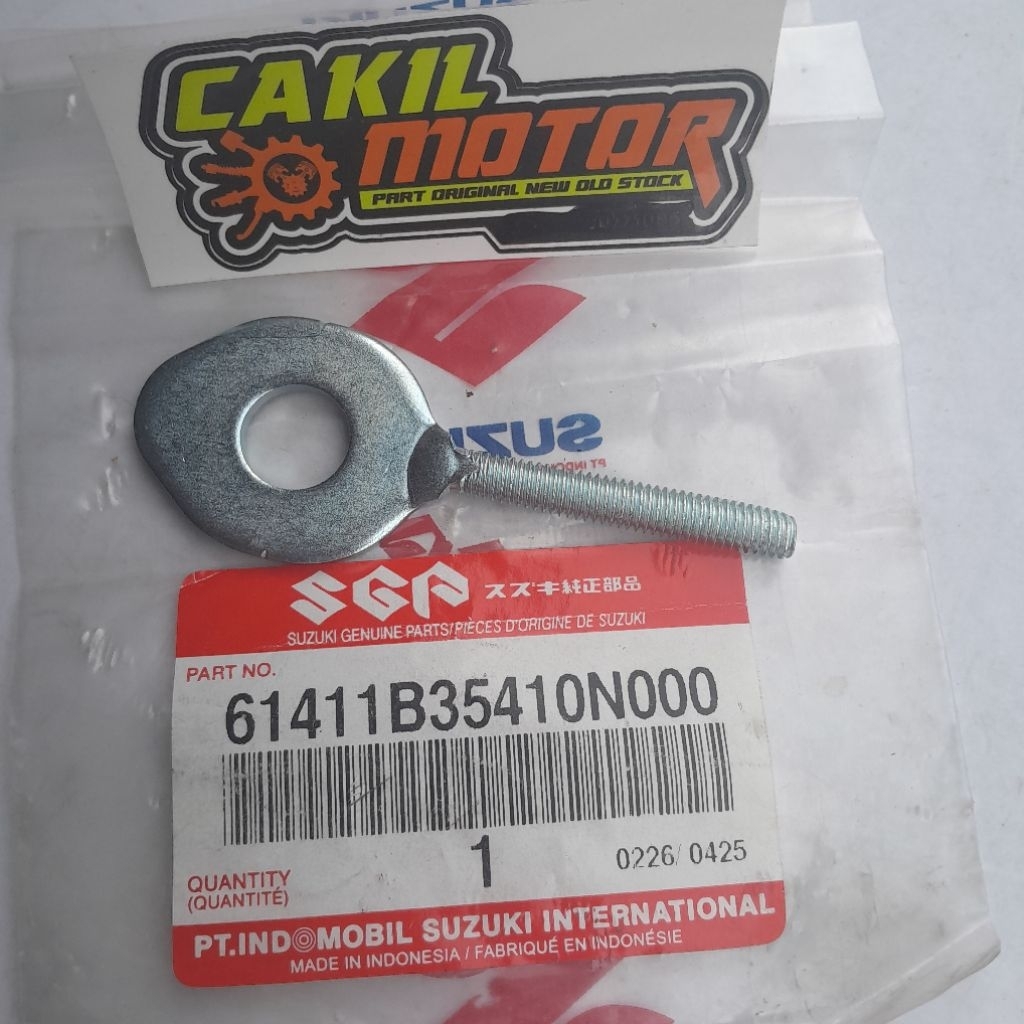 CAKIL
MOTOR
PART ORIGINAL NEW OLD STOCK
SUZU
SUZ
SGP スズキ純正部品
SUZUKI GENUINE PARTS/PIÈCES D'ORIGINE DE SUZUKI
PART NO.
61411B35410N000
1
0226/ 0425
QUANTITY
(QUANTITÉ)
PT.INDOMOBIL SUZUKI INTERNATIONAL
MADE IN INDONESIA / FABRIQUÉ EN INDONÉSIE